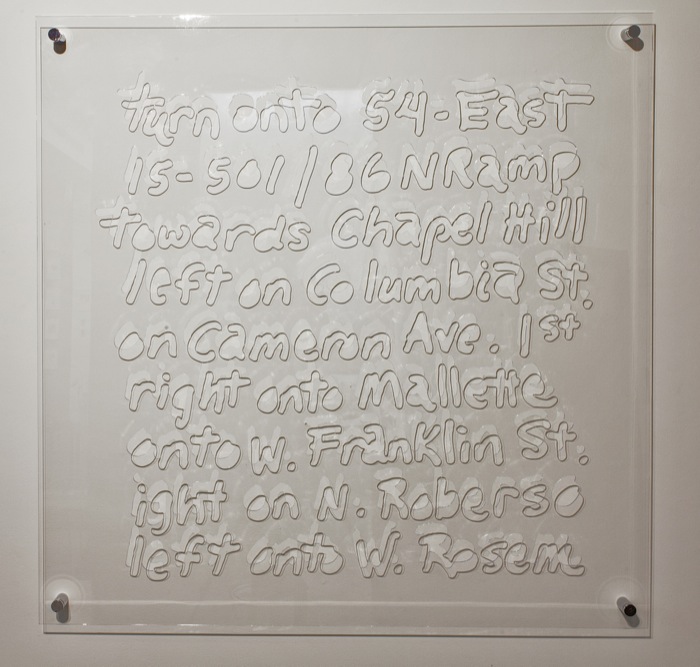 turn onto 54-East
15-501/86 N Ramp
towards Chapel Hill
left on Columbia St.
on Cameron Ave. 1st
right onto Mallette
onto W. Franklin St.
ight on N. Roberso
left onto W. Rosem